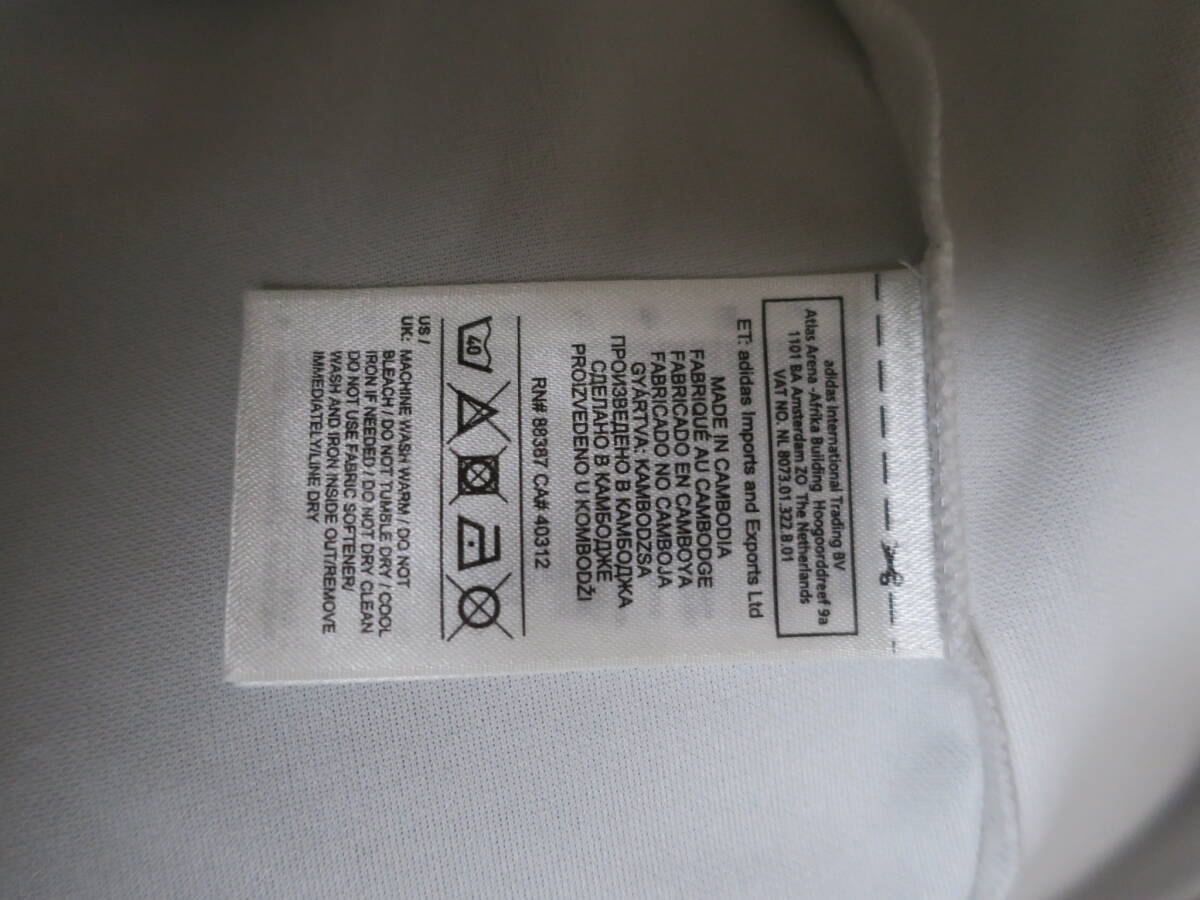 adidas International Trading BV
Atlas Arena -Afrika Building Hoogoorddreef 9a
1101 BA Amsterdam ZO The Netherlands
VAT NO. NL 8073.01.322.B.01
ET: adidas Imports and Exports Ltd
MADE IN CAMBODIA
FABRIQUÉ AU CAMBODGE
FABRICADO EN CAMBOYA
FABRICADO NO CAMBOJA
GYÁRTVA: KAMBODZSA
ПРОИЗВЕДЕНО В КАМБОДЖА
СДЕЛАНО В КАМБОДЖЕ
PROIZVEDENO U KOMBODŽI
RN# 88387 CA# 40312
40
US /
UK: MACHINE WASH WARM / DO NOT
BLEACH / DO NOT TUMBLE DRY / COOL
IRON IF NEEDED / DO NOT DRY CLEAN
DO NOT USE FABRIC SOFTENER/
WASH AND IRON INSIDE OUT/REMOVE
IMMEDIATELY/LINE DRY